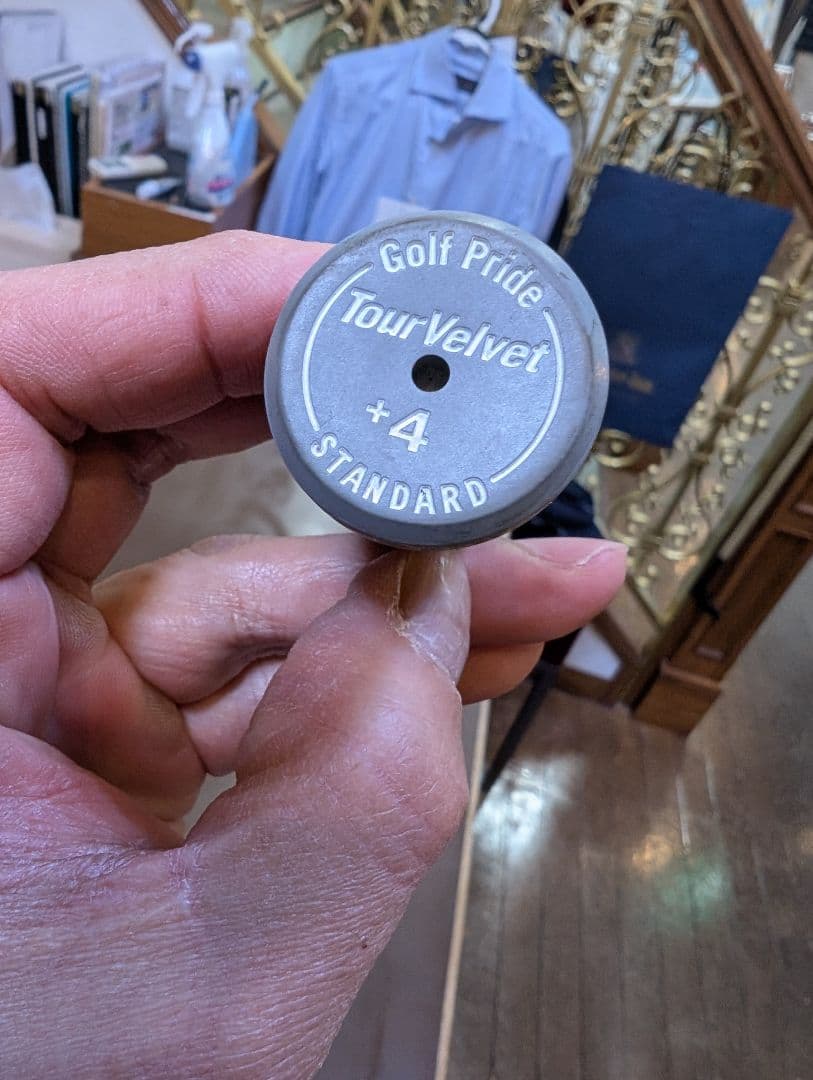 Golf Pride
TourVelvet
+4
STANDARD